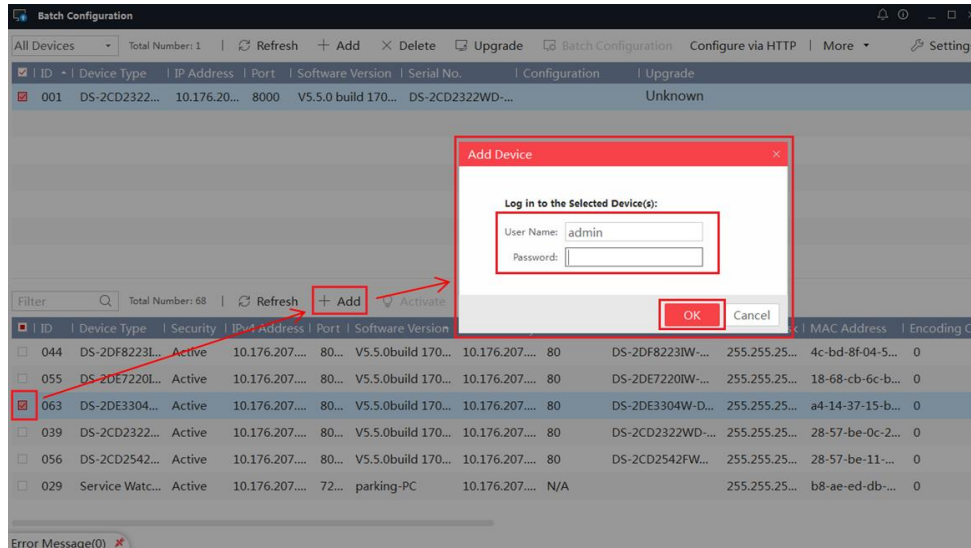 Batch Configuration
All Devices Total Number: 1 | Refresh + Add × Delete Upgrade Batch Configuration Configure via HTTP | More Setting
ID Device Type IP Address Port Software Version Serial No. Configuration Upgrade
001 DS-2CD2322... 10.176.20... 8000 V5.5.0 build 170... DS-2CD2322WD-... Unknown
Add Device ×
Log in to the Selected Device(s):
User Name: admin
Password:
OK Cancel
Filter Total Number: 68 | Refresh + Add Activate
ID Device Type Security IPv4 Address Port Software Version MAC Address Encoding C
044 DS-2DF8223I... Active 10.176.207.... 80... V5.5.0build 170... 10.176.207.... 80 DS-2DF8223IW-... 255.255.25... 4c-bd-8f-04-5... 0
055 DS-2DE7220I... Active 10.176.207.... 80... V5.5.0build 170... 10.176.207.... 80 DS-2DE7220IW-... 255.255.25... 18-68-cb-6c-b... 0
063 DS-2DE3304... Active 10.176.207.... 80... V5.5.0build 170... 10.176.207.... 80 DS-2DE3304W-D... 255.255.25... a4-14-37-15-b... 0
039 DS-2CD2322... Active 10.176.207.... 80... V5.5.0build 170... 10.176.207.... 80 DS-2CD2322WD-... 255.255.25... 28-57-be-0c-2... 0
056 DS-2CD2542... Active 10.176.207.... 80... V5.5.0build 170... 10.176.207.... 80 DS-2CD2542FW... 255.255.25... 28-57-be-11-... 0
029 Service Watc... Active 10.176.207.... 72... parking-PC 10.176.207.... N/A 255.255.25... b8-ae-ed-db-... 0
Error Message(0)